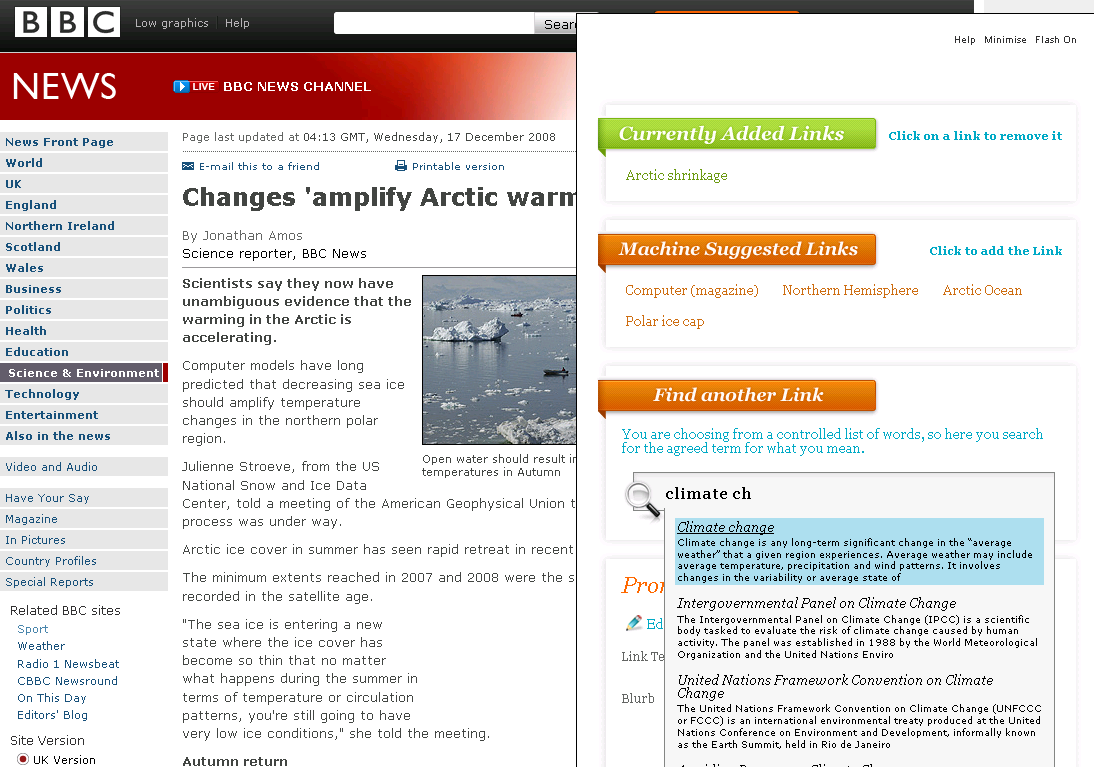 BBC
Low graphics
Help
NEWS
LIVE BBC NEWS CHANNEL
News Front Page
World
UK
England
Northern Ireland
Scotland
Wales
Business
Politics
Health
Education
Science & Environment
Technology
Entertainment
Also in the news
Video and Audio
Have Your Say
Magazine
In Pictures
Country Profiles
Special Reports
Related BBC sites
Sport
Weather
Radio 1 Newsbeat
CBBC Newsround
On This Day
Editors' Blog
Site Version
UK Version
Page last updated at 04:13 GMT, Wednesday, 17 December 2008
E-mail this to a friend
Printable version
Changes 'amplify Arctic
By Jonathan Amos
Science reporter, BBC News
Scientists say they now have
unambiguous evidence that the
warming in the Arctic is
accelerating.
Computer models have long
predicted that decreasing sea ice
should amplify temperature
changes in the northern polar
region.
Open water should result
temperatures in Autumn
Julienne Stroeve, from the US
National Snow and Ice Data
Center, told a meeting of the American Geophysical Union
process was under way.
Arctic ice cover in summer has seen rapid retreat in recent
The minimum extents reached in 2007 and 2008 were the
recorded in the satellite age.
"The sea ice is entering a new
state where the ice cover has
become so thin that no matter
what happens during the summer in
terms of temperature or circulation
patterns, you're still going to have
very low ice conditions," she told the meeting.
Autumn return
Help
Minimise
Flash On
Currently Added Links
Click on a link to remove it
Arctic shrinkage
Machine Suggested Links
Click to add the Link
Computer (magazine)
Northern Hemisphere
Arctic Ocean
Polar ice cap
Find another Link
You are choosing from a controlled list of words, so here you search
for the agreed term for what you mean.
climate ch
Climate change
Climate change is any long-term significant change in the “average
weather” that a given region experiences. Average weather may include
average temperature, precipitation and wind patterns. It involves
changes in the variability or average state of
Intergovernmental Panel on Climate Change
The Intergovernmental Panel on Climate Change (IPCC) is a scientific
body tasked to evaluate the risk of climate change caused by human
activity. The panel was established in 1988 by the World Meteorological
Organization and the United Nations Enviro
United Nations Framework Convention on Climate
Change
The United Nations Framework Convention on Climate Change (UNFCCC
or FCCC) is an international environmental treaty produced at the United
Nations Conference on Environment and Development, informally known
as the Earth Summit, held in Rio de Janeiro
Link
Blurb